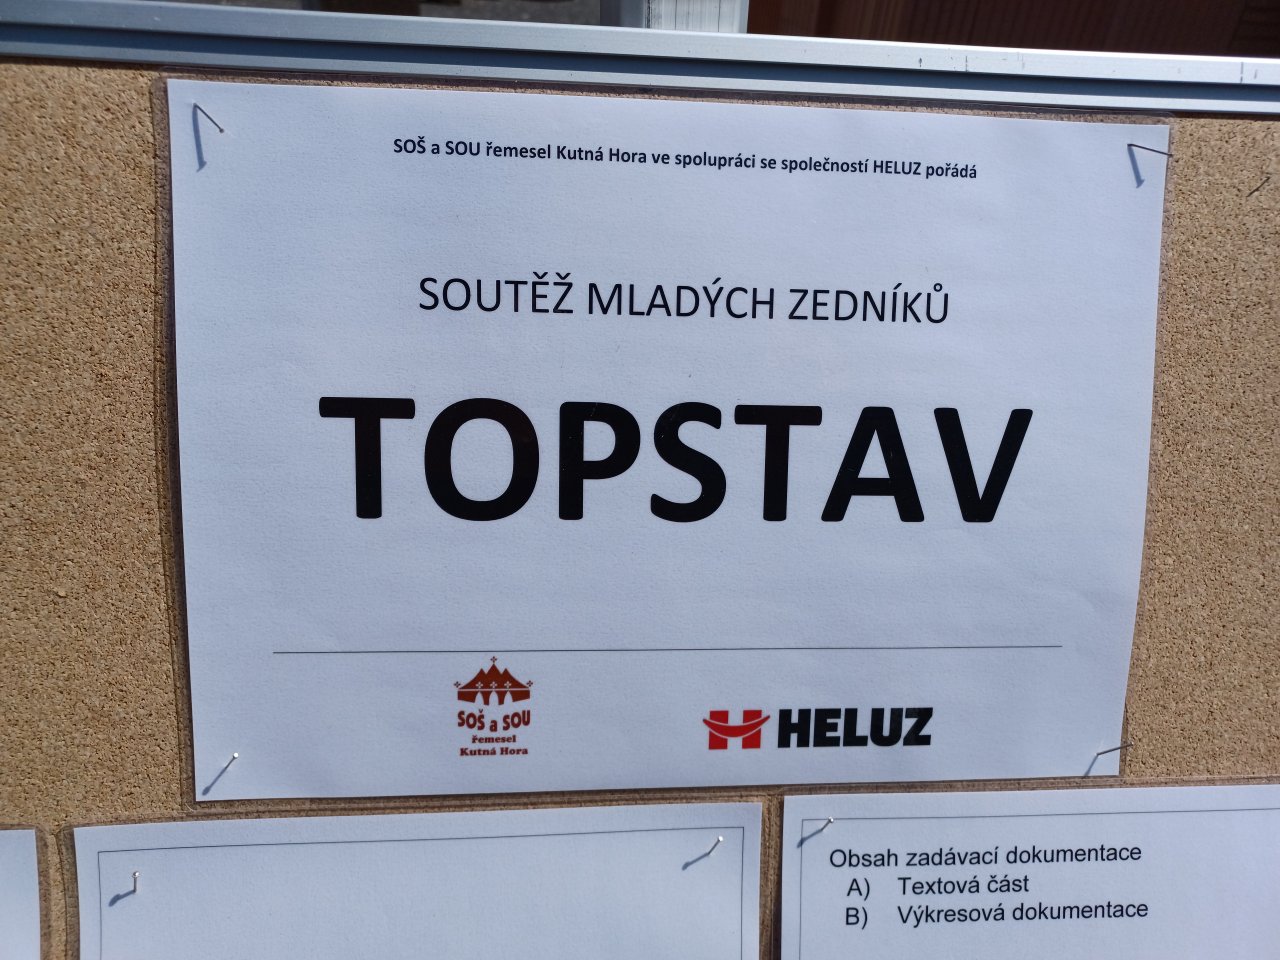 SOŠ a SOU řemesel Kutná Hora ve spolupráci se společností HELUZ pořádá
SOUTĚŽ MLADÝCH ZEDNÍKŮ
TOPSTAV
SOŠ a SOU
řemesel
Kutná Hora
HELUZ
Obsah zadávací dokumentace
A) Textová část
B) Výkresová dokumentace